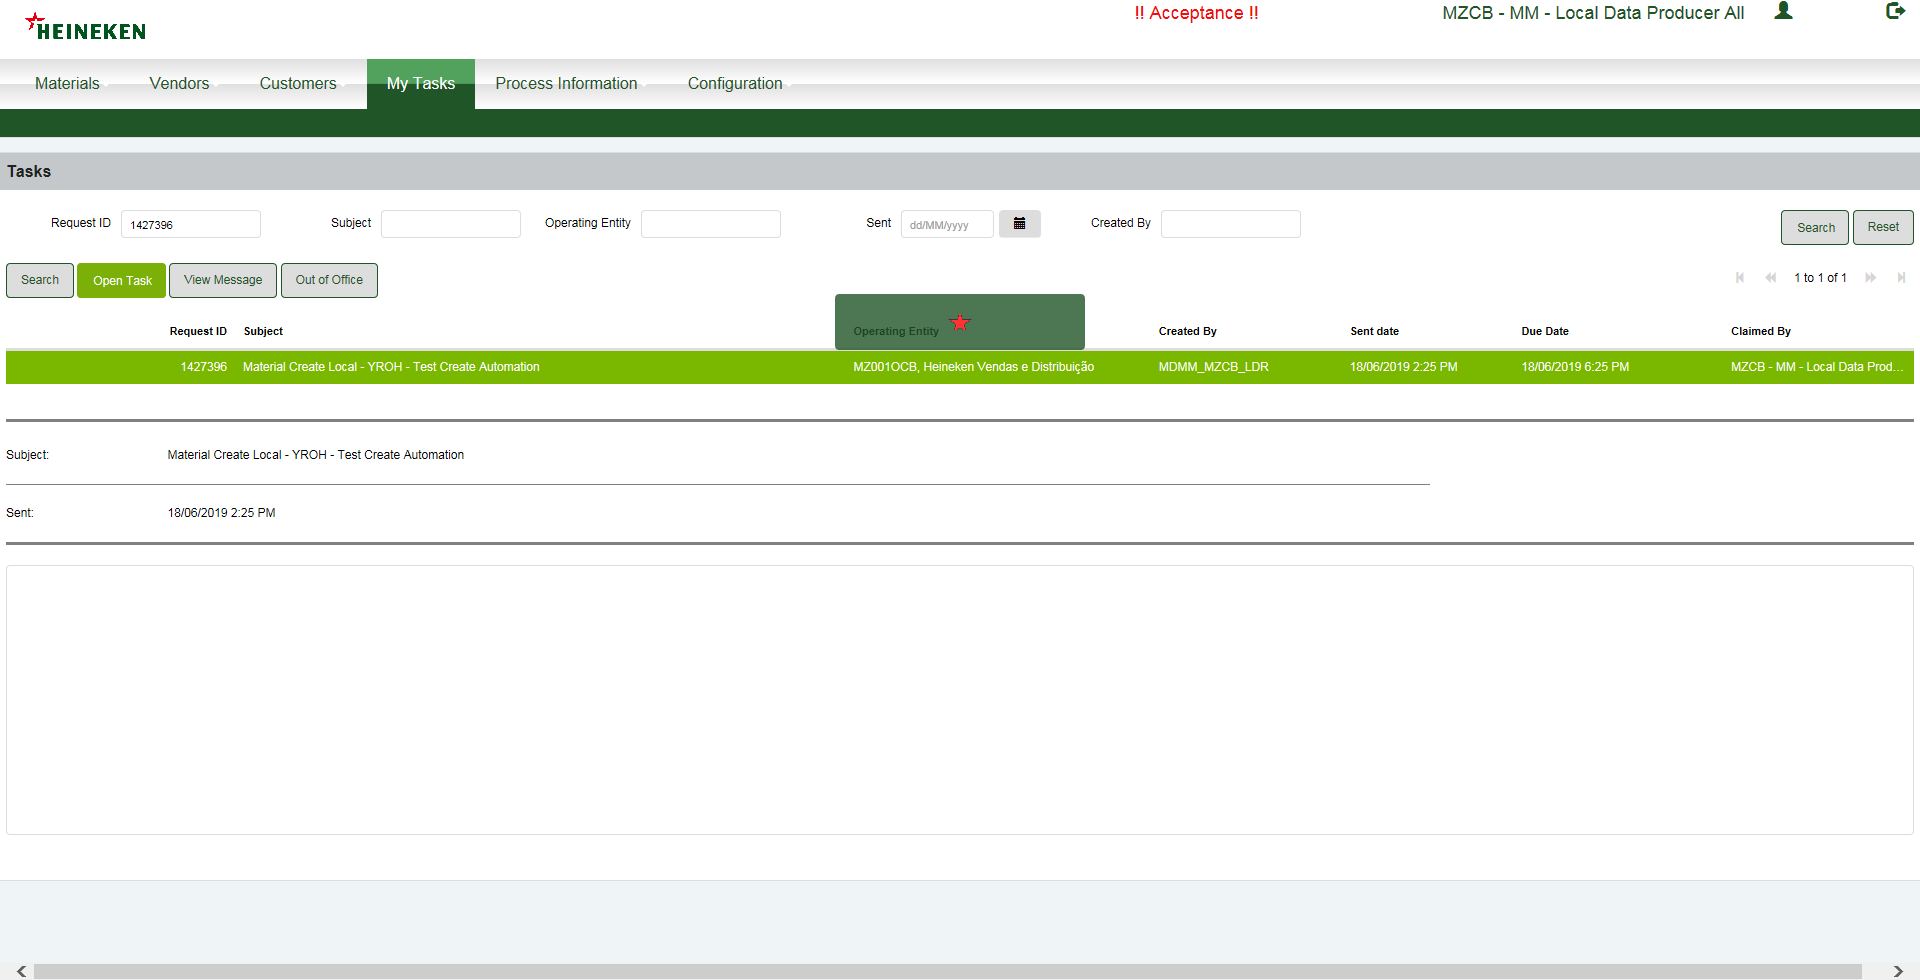 HEINEKEN
!! Acceptance !!
MZCB - MM - Local Data Producer All
Materials
Vendors
Customers
My Tasks
Process Information
Configuration
Tasks
Request ID
1427396
Subject
Operating Entity
Sent
dd/MM/yyyy
Created By
Search
Reset
Search
Open Task
View Message
Out of Office
1 to 1 of 1
Request ID
Subject
Operating Entity
Created By
Sent date
Due Date
Claimed By
1427396
Material Create Local - YROH - Test Create Automation
MZ001OCB, Heineken Vendas e Distribuição
MDMM_MZCB_LDR
18/06/2019 2:25 PM
18/06/2019 6:25 PM
MZCB - MM - Local Data Prod...
Subject:
Material Create Local - YROH - Test Create Automation
Sent:
18/06/2019 2:25 PM